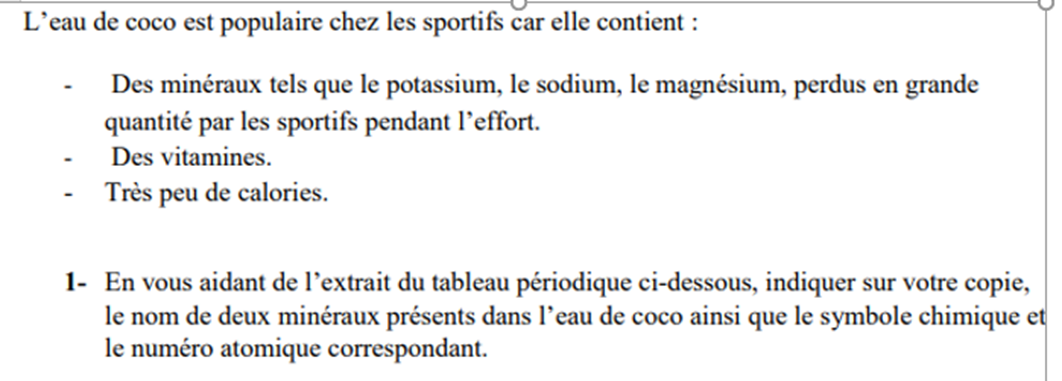 L’eau de coco est populaire chez les sportifs car elle contient :
- Des minéraux tels que le potassium, le sodium, le magnésium, perdus en grande
quantité par les sportifs pendant l’effort.
- Des vitamines.
- Très peu de calories.
1- En vous aidant de l’extrait du tableau périodique ci-dessous, indiquer sur votre copie,
le nom de deux minéraux présents dans l’eau de coco ainsi que le symbole chimique et
le numéro atomique correspondant.